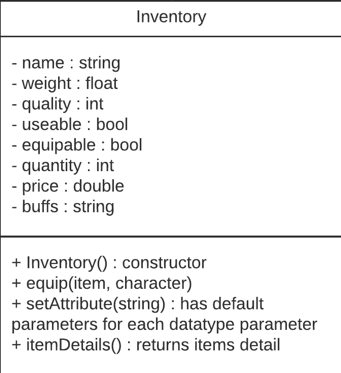 Inventory
- name : string
- weight : float
- quality : int
- useable : bool
- equipable : bool
- quantity : int
- price : double
- buffs : string
+ Inventory() : constructor
+ equip(item, character)
+ setAttribute(string) : has default
parameters for each datatype parameter
+ itemDetails() : returns items detail